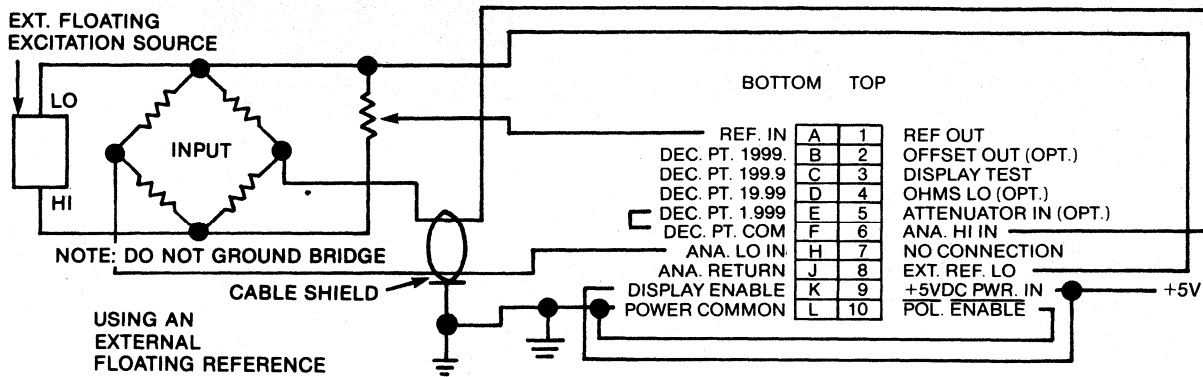 EXT. FLOATING
EXCITATION SOURCE
LO
INPUT
HI
NOTE: DO NOT GROUND BRIDGE
CABLE SHIELD
USING AN
EXTERNAL
FLOATING REFERENCE
BOTTOM TOP
REF. IN A 1 REF OUT
DEC. PT. 1999. B 2 OFFSET OUT (OPT.)
DEC. PT. 199.9 C 3 DISPLAY TEST
DEC. PT. 19.99 D 4 OHMS LO (OPT.)
DEC. PT. 1.999 E 5 ATTENUATOR IN (OPT.)
DEC. PT. COM F 6 ANA. HI IN
ANA. LO IN H 7 NO CONNECTION
ANA. RETURN J 8 EXT. REF. LO
DISPLAY ENABLE K 9 +5VDC PWR. IN +5V
POWER COMMON L 10 POL. ENABLE